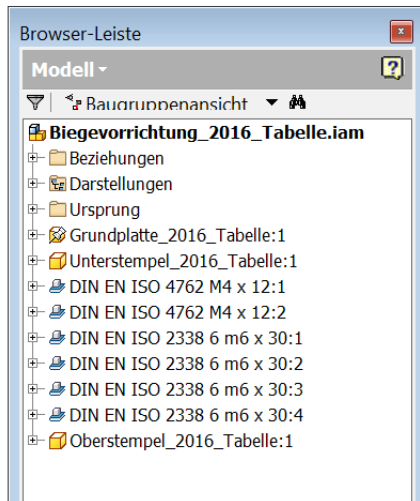 Browser-Leiste
Modell
Baugruppenansicht
Biegevorrichtung_2016_Tabelle.iam
Beziehungen
Darstellungen
Ursprung
Grundplatte_2016_Tabelle:1
Unterstempel_2016_Tabelle:1
DIN EN ISO 4762 M4 x 12:1
DIN EN ISO 4762 M4 x 12:2
DIN EN ISO 2338 6 m6 x 30:1
DIN EN ISO 2338 6 m6 x 30:2
DIN EN ISO 2338 6 m6 x 30:3
DIN EN ISO 2338 6 m6 x 30:4
Oberstempel_2016_Tabelle:1